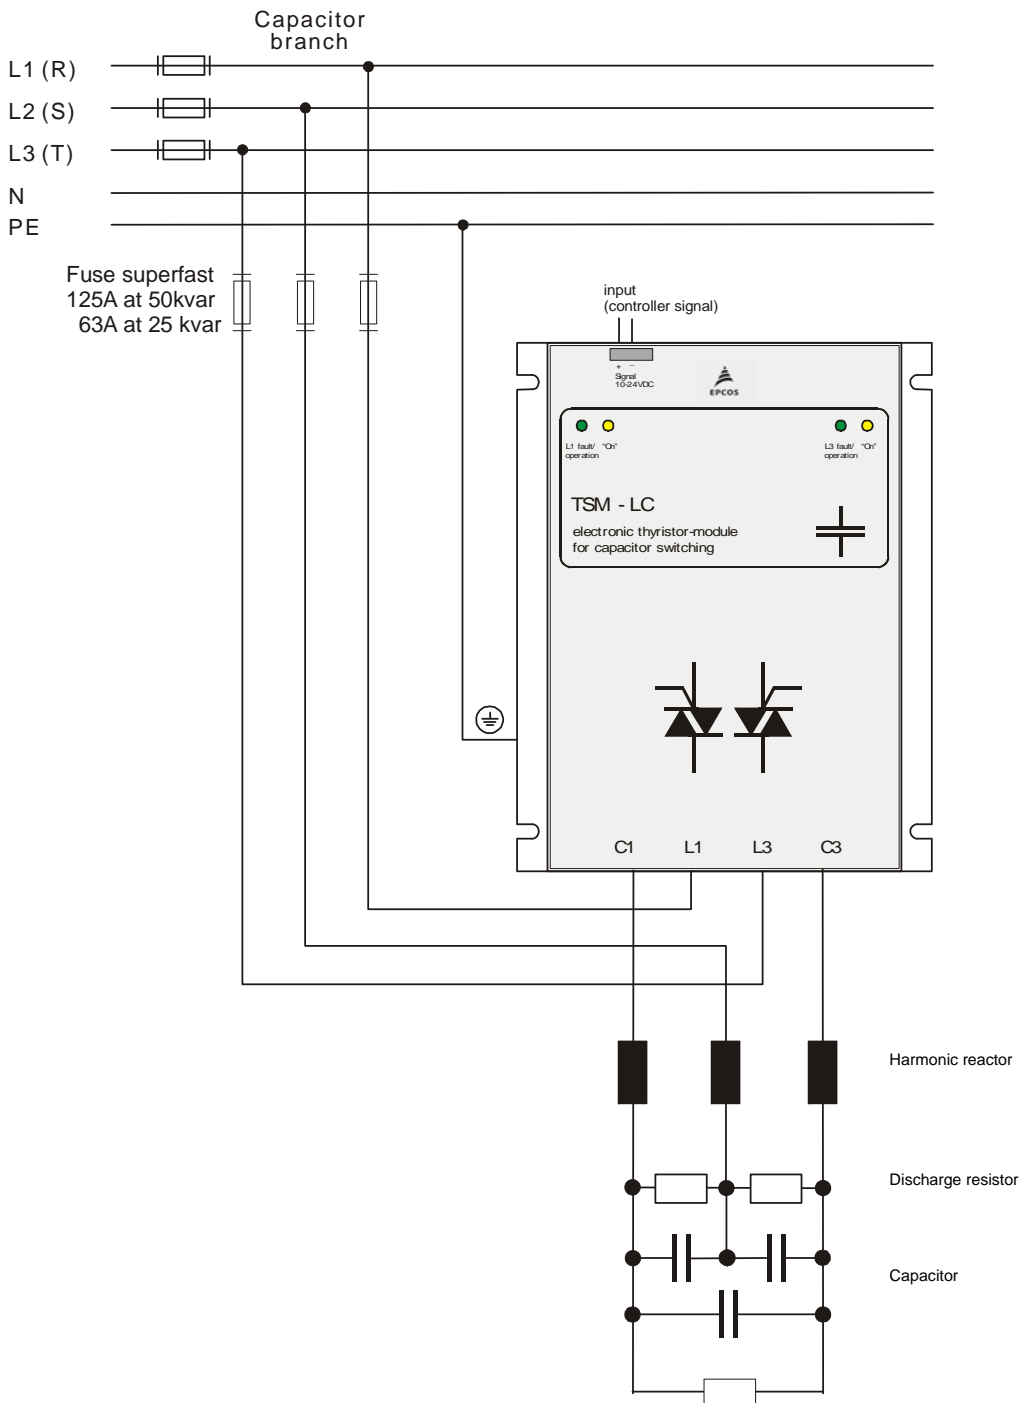 Capacitor
branch
L1 (R)
L2 (S)
L3 (T)
N
PE
Fuse superfast
125A at 50kvar
63A at 25 kvar
input
(controller signal)
+ –
Signal
10-24VDC
EPCOS
L1 fault/ "On"
operation
L3 fault/ "On"
operation
TSM - LC
electronic thyristor-module
for capacitor switching
C1 L1 L3 C3
Harmonic reactor
Discharge resistor
Capacitor